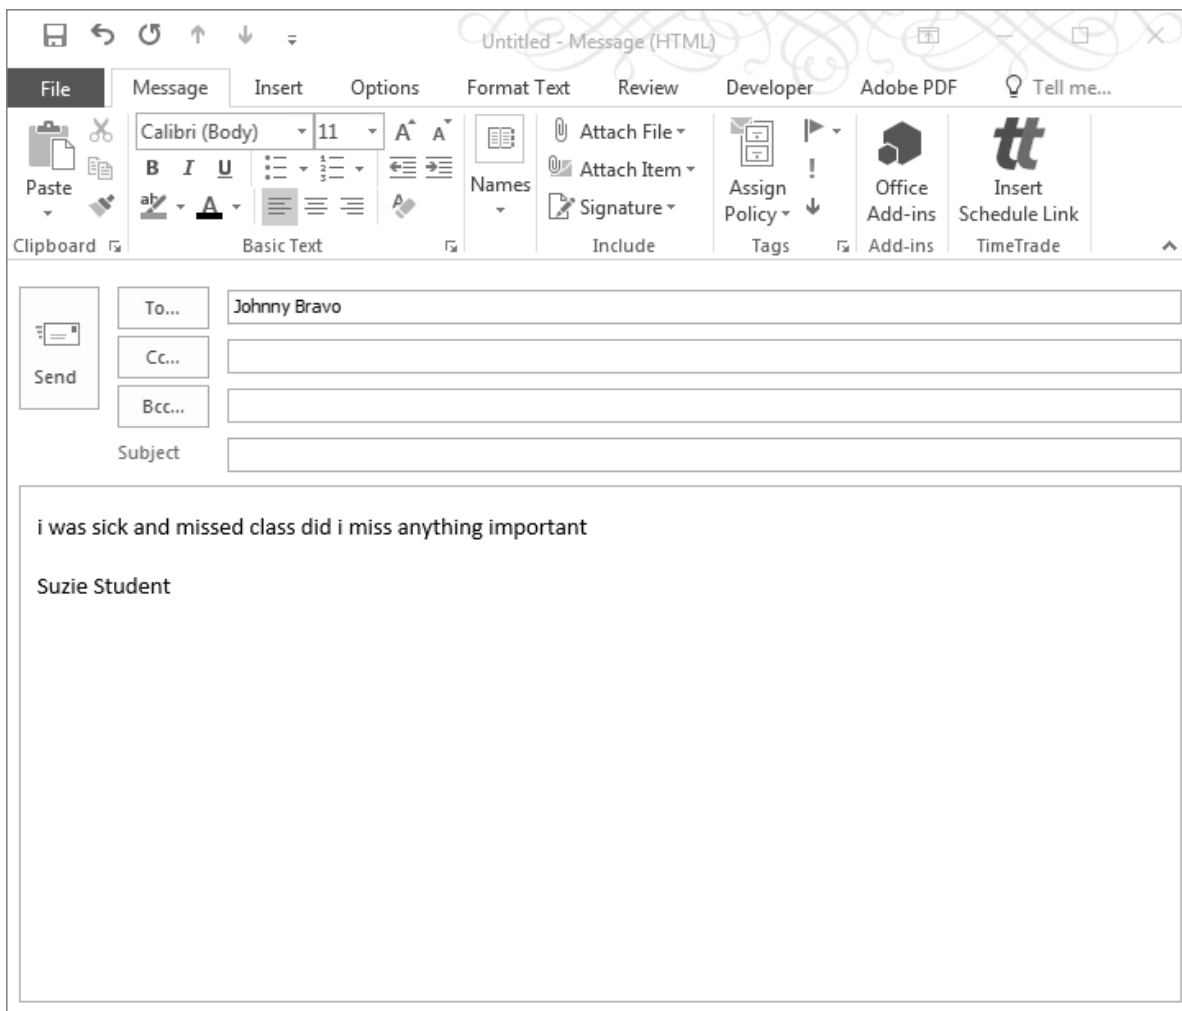 Untitled - Message (HTML)
File Message Insert Options Format Text Review Developer Adobe PDF Tell me...
Calibri (Body) 11 A A Attach File
B I U Attach Item
Paste Names Assign Office Insert
aby A Signature Policy Add-ins Schedule Link
Clipboard Basic Text Include Tags Add-ins TimeTrade
To... Johnny Bravo
Cc...
Send
Bcc...
Subject
i was sick and missed class did i miss anything important
Suzie Student